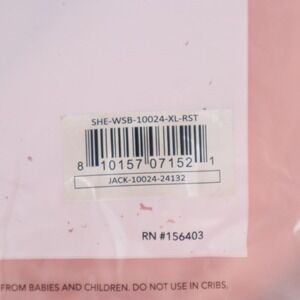 SHE-WSB-10024-XL-RST
8 10157 07152 1
JACK-10024-24132
RN #156403
FROM BABIES AND CHILDREN. DO NOT USE IN CRIBS,